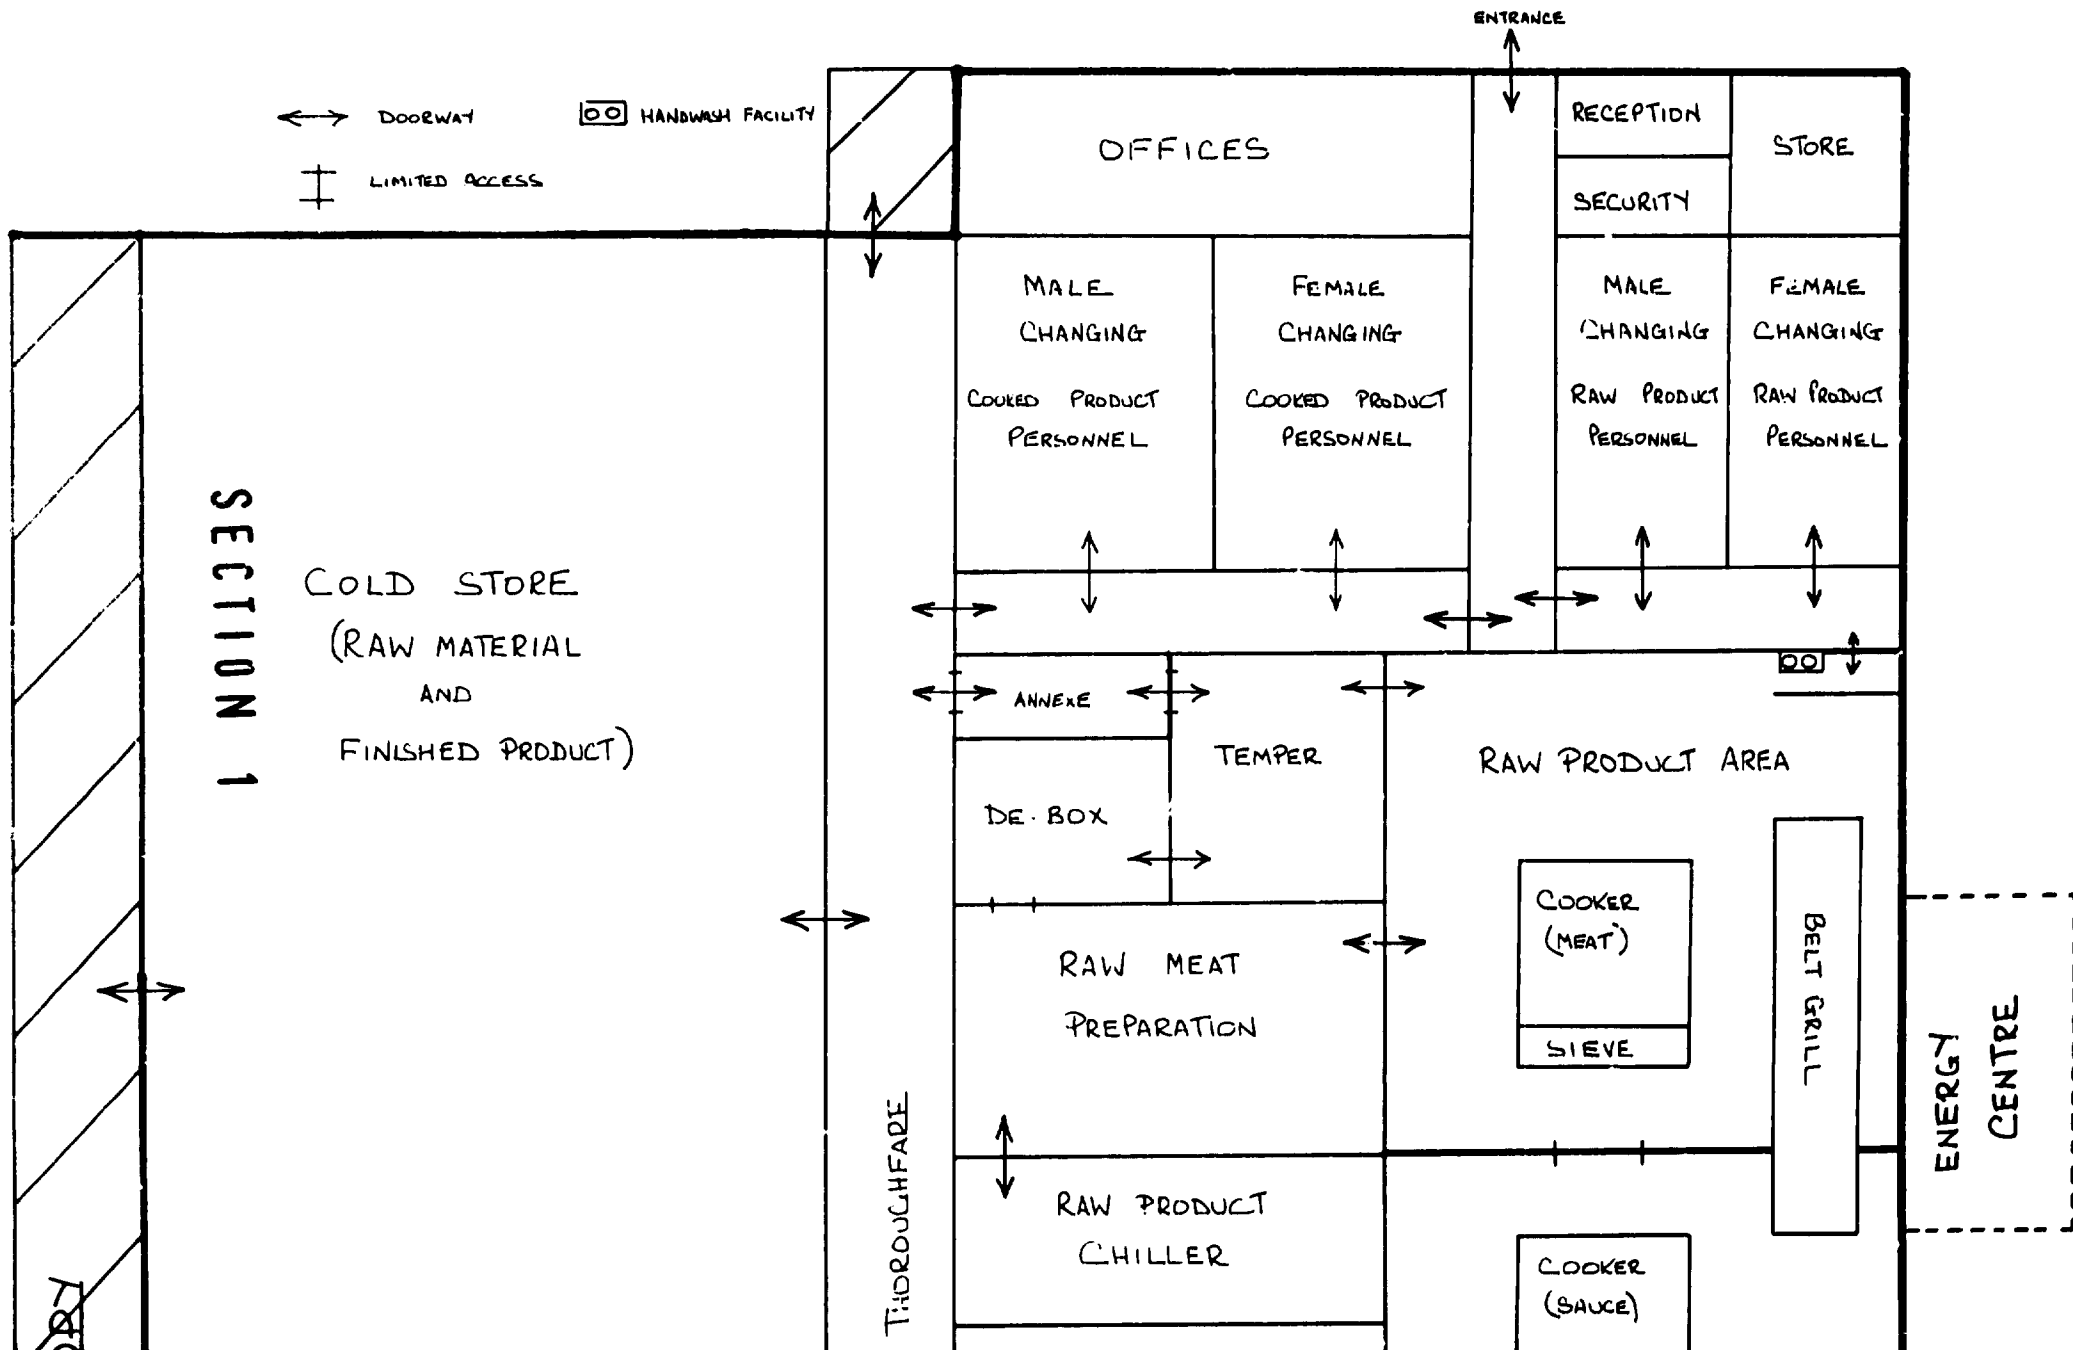 ENTRANCE
DOORWAY
HANDWASH FACILITY
LIMITED ACCESS
OFFICES
RECEPTION
SECURITY
STORE
MALE
CHANGING
COOKED PRODUCT
PERSONNEL
FEMALE
CHANGING
COOKED PRODUCT
PERSONNEL
MALE
CHANGING
RAW PRODUCT
PERSONNEL
FEMALE
CHANGING
RAW PRODUCT
PERSONNEL
SECTION 1
COLD STORE
(RAW MATERIAL
AND
FINISHED PRODUCT)
ANNEXE
TEMPER
DE-BOX
RAW PRODUCT AREA
COOKER
(MEAT)
SIEVE
BELT GRILL
ENERGY
CENTRE
RAW MEAT
PREPARATION
THOROUGHFARE
RAW PRODUCT
CHILLER
COOKER
(SAUCE)